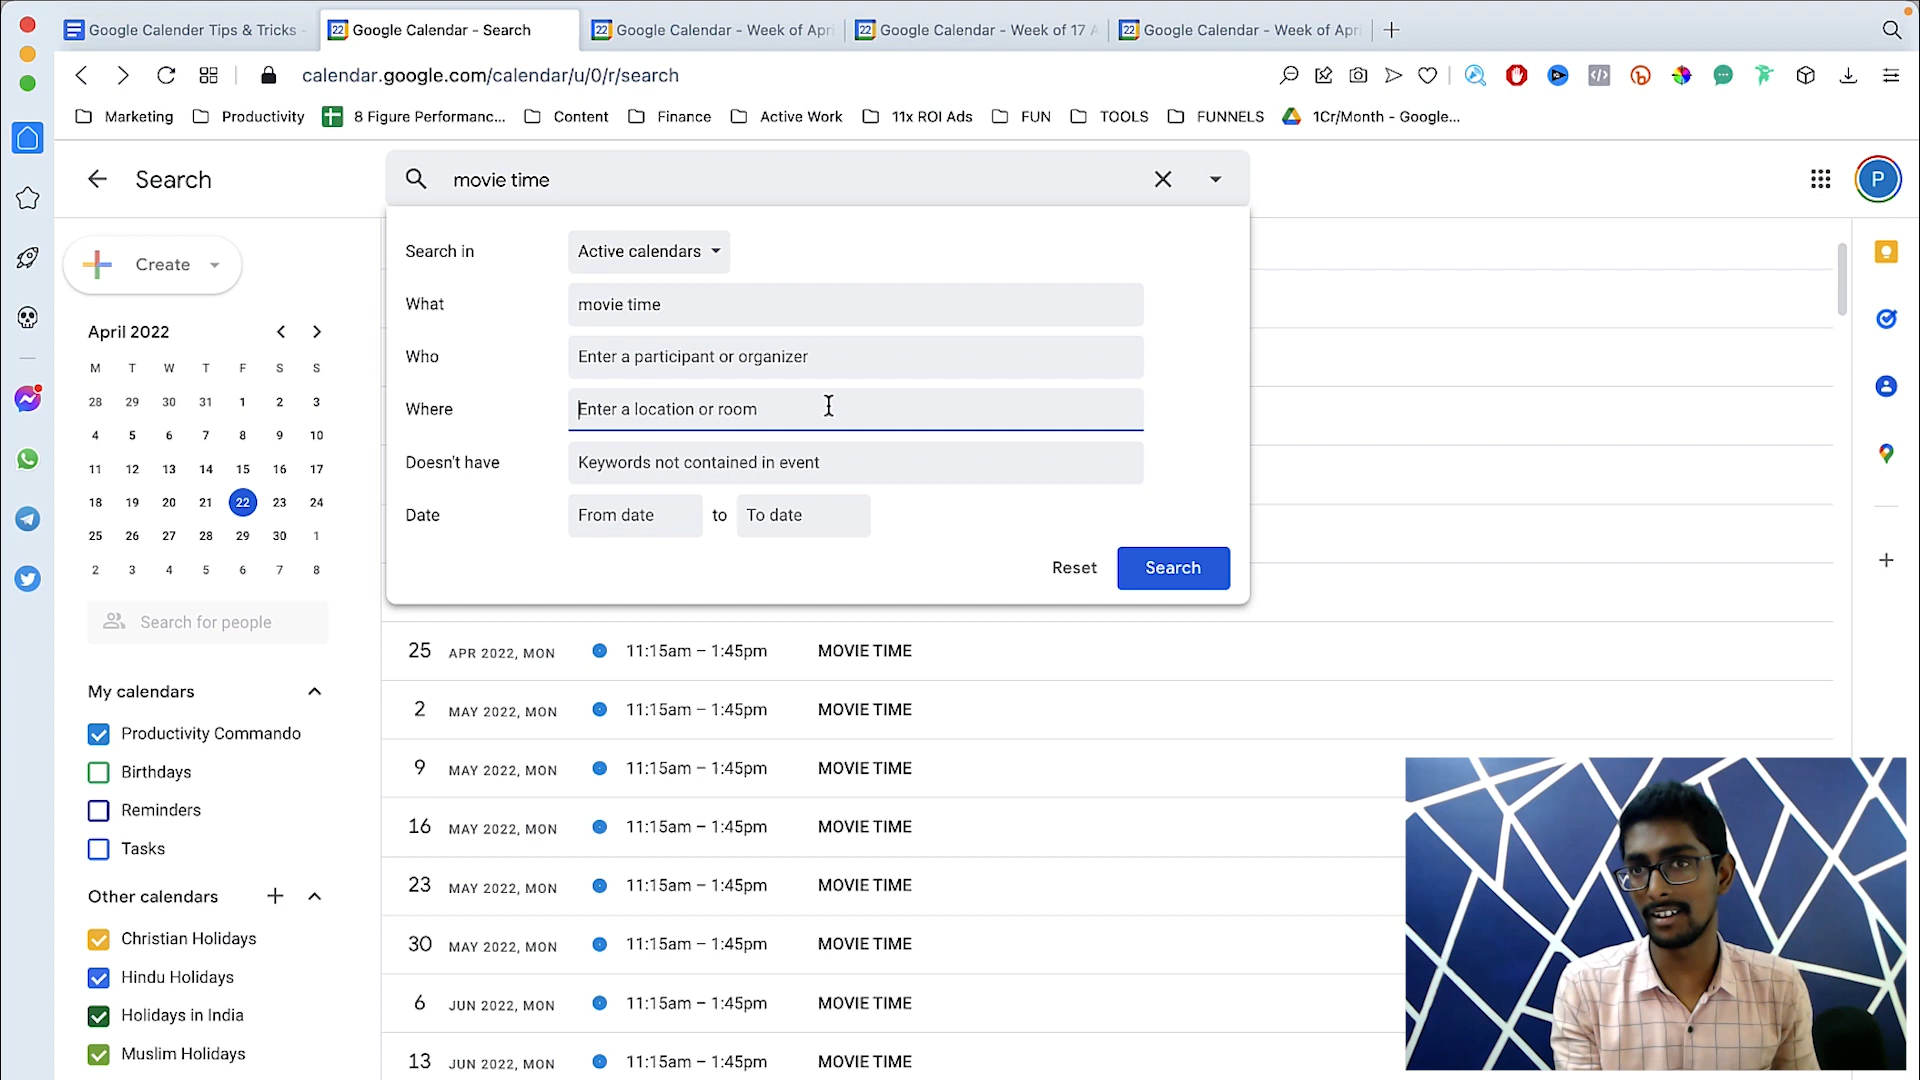 Google Calender Tips & Tricks -
Google Calendar - Search
Google Calendar - Week of Apri
Google Calendar - Week of 17 A
Google Calendar - Week of Apri
calendar.google.com/calendar/u/0/r/search
Marketing
Productivity
8 Figure Performanc...
Content
Finance
Active Work
11x ROI Ads
FUN
TOOLS
FUNNELS
1Cr/Month - Google...
Search
movie time
P
Create
April 2022
M T W T F S S
28 29 30 31 1 2 3
4 5 6 7 8 9 10
11 12 13 14 15 16 17
18 19 20 21 22 23 24
25 26 27 28 29 30 1
2 3 4 5 6 7 8
Search for people
My calendars
Productivity Commando
Birthdays
Reminders
Tasks
Other calendars
Christian Holidays
Hindu Holidays
Holidays in India
Muslim Holidays
Search in Active calendars
What movie time
Who Enter a participant or organizer
Where Enter a location or room
Doesn't have Keywords not contained in event
Date From date to To date
Reset Search
25 APR 2022, MON 11:15am – 1:45pm MOVIE TIME
2 MAY 2022, MON 11:15am – 1:45pm MOVIE TIME
9 MAY 2022, MON 11:15am – 1:45pm MOVIE TIME
16 MAY 2022, MON 11:15am – 1:45pm MOVIE TIME
23 MAY 2022, MON 11:15am – 1:45pm MOVIE TIME
30 MAY 2022, MON 11:15am – 1:45pm MOVIE TIME
6 JUN 2022, MON 11:15am – 1:45pm MOVIE TIME
13 JUN 2022, MON 11:15am – 1:45pm MOVIE TIME